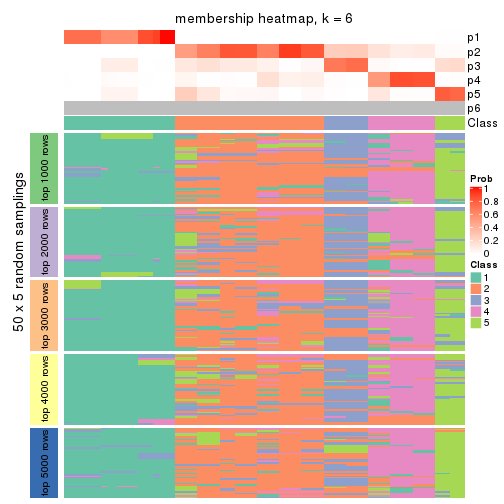 membership heatmap, k = 6
p1
p2
p3
p4
p5
p6
Class
50 x 5 random samplings
top 1000 rows
top 2000 rows
top 3000 rows
top 4000 rows
top 5000 rows
Prob
1
0.8
0.6
0.4
0.2
0
Class
1
2
3
4
5